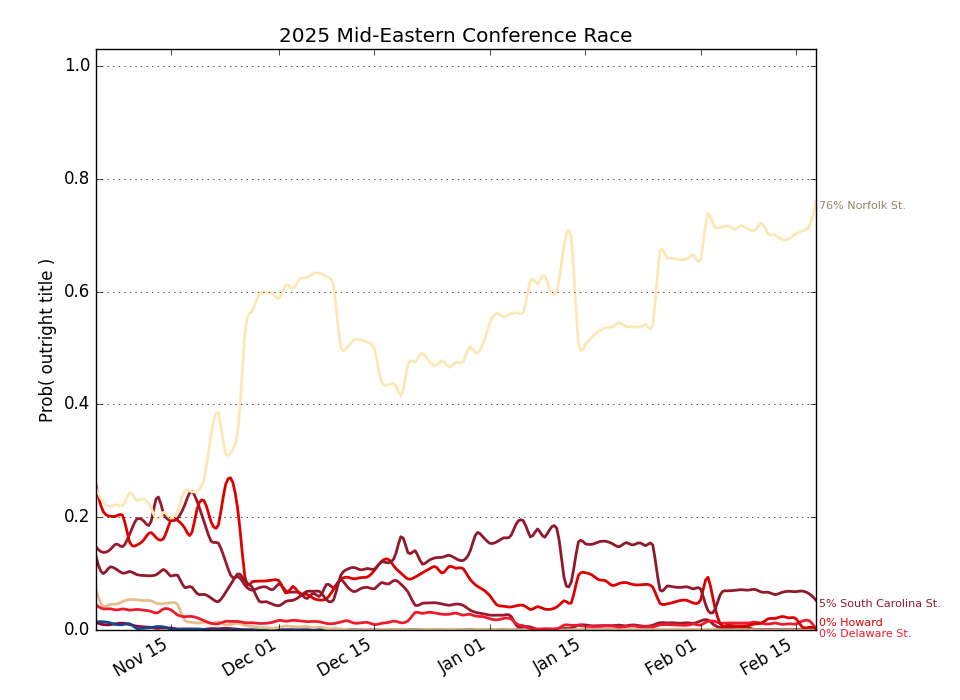 2025 Mid-Eastern Conference Race
Prob( outright title )
1.0
0.8
0.6
0.4
0.2
0.0
Nov 15
Dec 01
Dec 15
Jan 01
Jan 15
Feb 01
Feb 15
76% Norfolk St.
5% South Carolina St.
0% Howard
0% Delaware St.